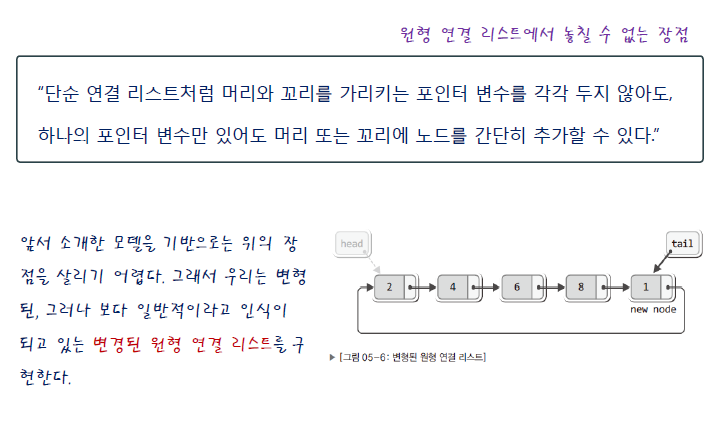 원형 연결 리스트에서 놓칠 수 없는 장점
“단순 연결 리스트처럼 머리와 꼬리를 가리키는 포인터 변수를 각각 두지 않아도,
하나의 포인터 변수만 있어도 머리 또는 꼬리에 노드를 간단히 추가할 수 있다.”
앞서 소개한 모델을 기반으로는 위의 장
점을 살리기 어렵다. 그래서 우리는 변형
된, 그러나 보다 일반적이라고 인식이
되고 있는 변경된 원형 연결 리스트를 구
현한다.
head
tail
2 4 6 8 1
new node
▶ [그림 05-6: 변형된 원형 연결 리스트]